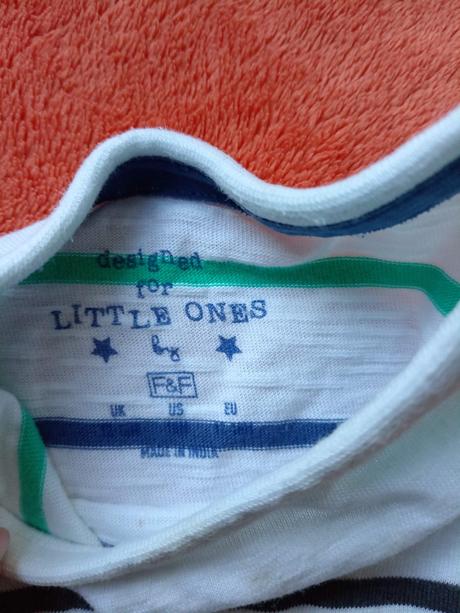 designed
for
LITTLE ONES
by
F&F
UK US EU
MADE IN INDIA